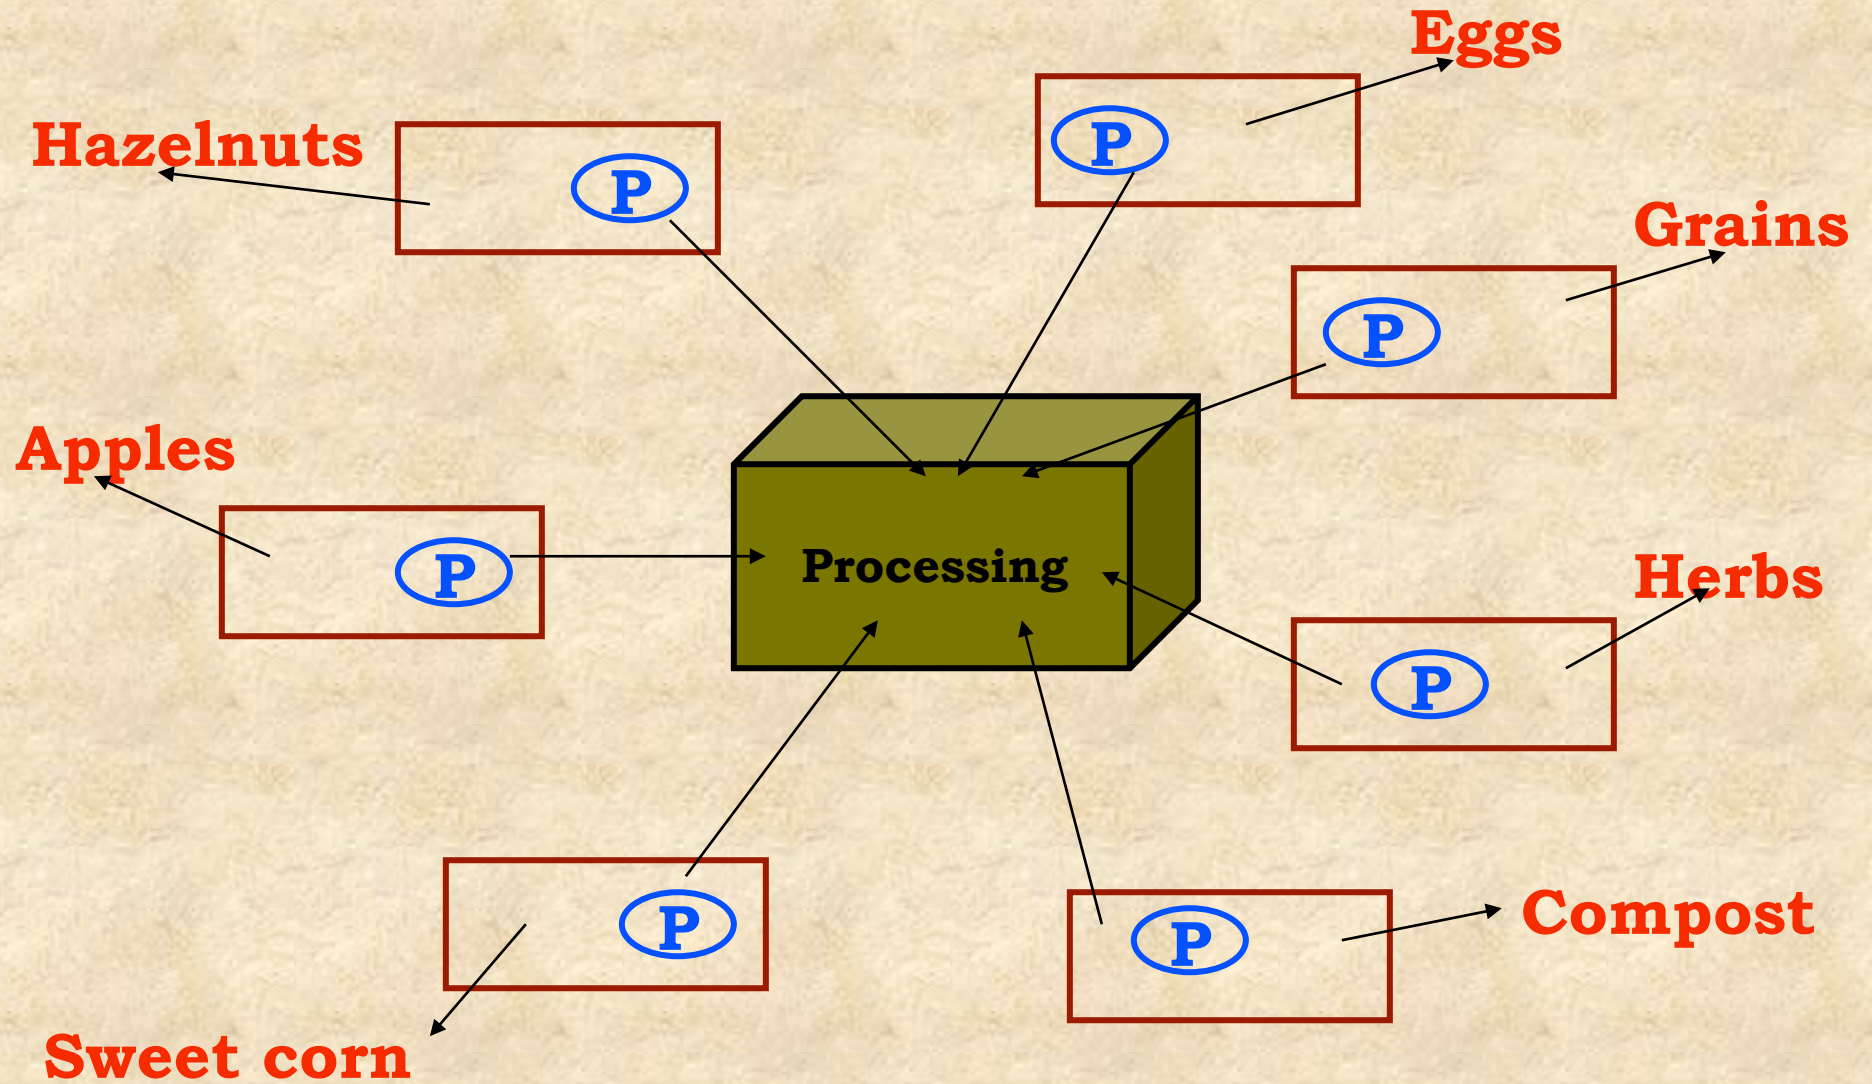 Eggs
Hazelnuts
P
P
Grains
P
Apples
P
Processing
Herbs
P
P
Compost
P
Sweet corn